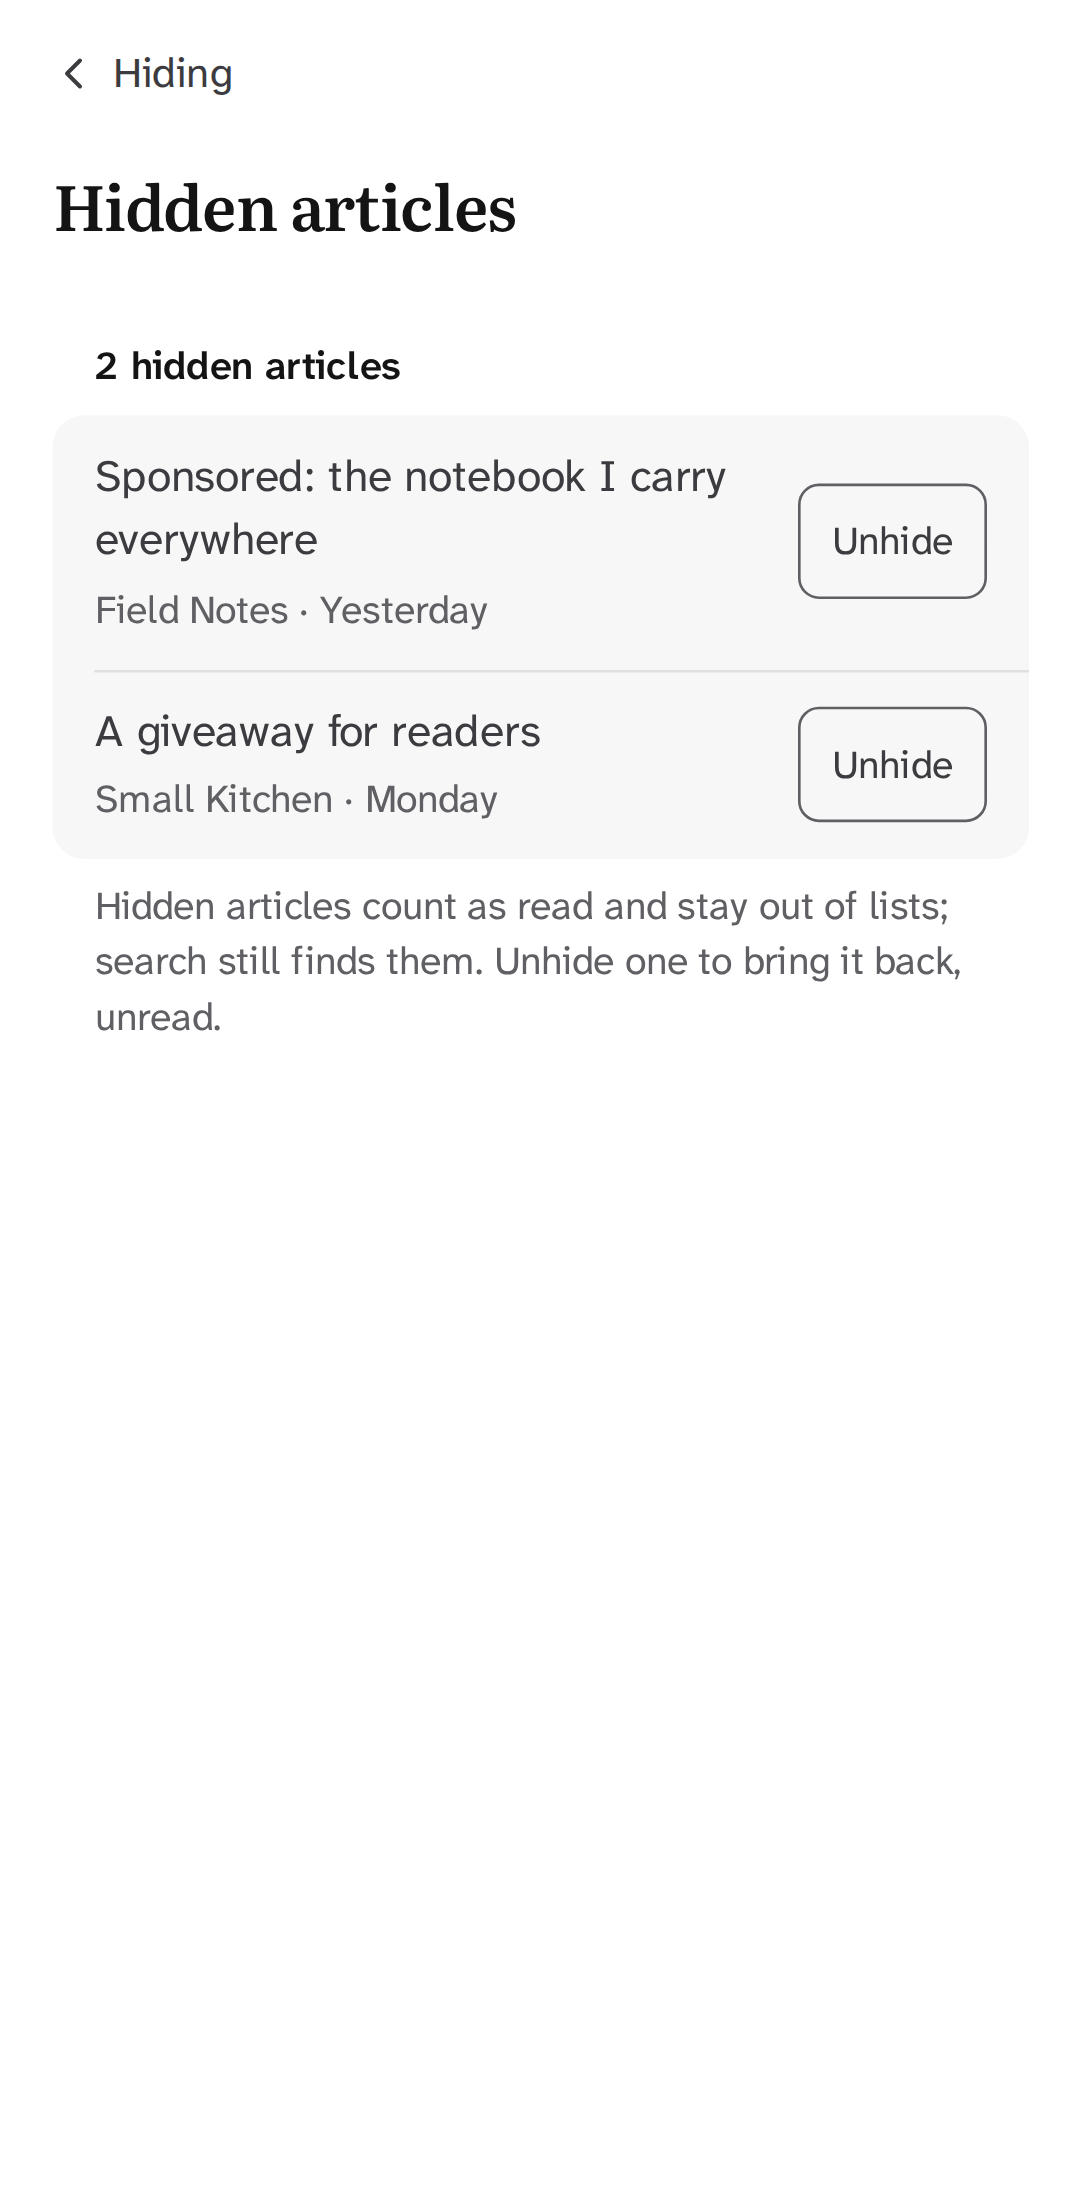 Hiding
Hidden articles
2 hidden articles
Sponsored: the notebook I carry
everywhere
Unhide
Field Notes · Yesterday
A giveaway for readers
Unhide
Small Kitchen · Monday
Hidden articles count as read and stay out of lists;
search still finds them. Unhide one to bring it back,
unread.